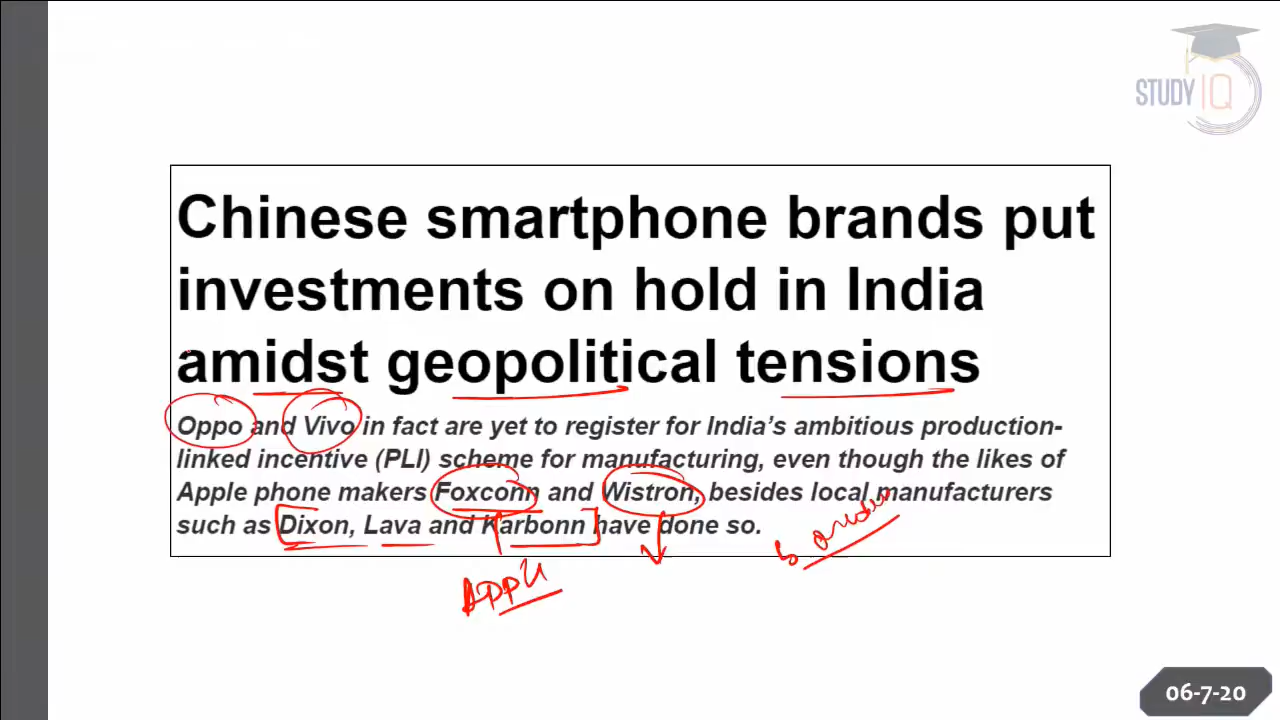 STUDY IQ
Chinese smartphone brands put
investments on hold in India
amidst geopolitical tensions
Oppo and Vivo in fact are yet to register for India's ambitious production-
linked incentive (PLI) scheme for manufacturing, even though the likes of
Apple phone makers Foxconn and Wistron, besides local manufacturers
such as Dixon, Lava and Karbonn have done so.
Apple
06-7-20